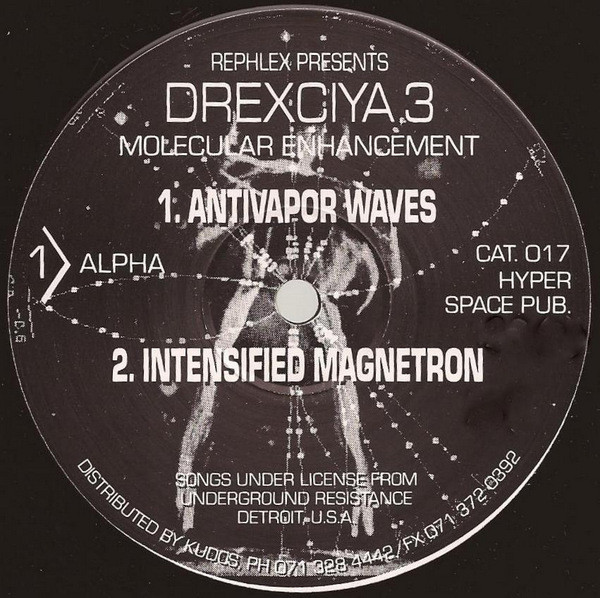 REPHLEX PRESENTS
DREXCIYA 3
MOLECULAR ENHANCEMENT
1. ANTIVAPOR WAVES
1 ALPHA
CAT. 017
HYPER
SPACE PUB.
2. INTENSIFIED MAGNETRON
SONGS UNDER LICENSE FROM
UNDERGROUND RESISTANCE
DETROIT, U.S.A.
DISTRIBUTED BY KUDOS, PH 071 328 4442 / FX 071 372 0392